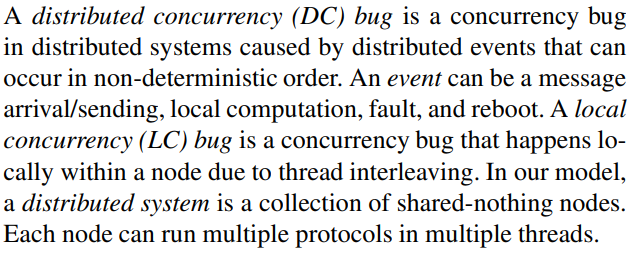 A distributed concurrency (DC) bug is a concurrency bug
in distributed systems caused by distributed events that can
occur in non-deterministic order. An event can be a message
arrival/sending, local computation, fault, and reboot. A local
concurrency (LC) bug is a concurrency bug that happens lo-
cally within a node due to thread interleaving. In our model,
a distributed system is a collection of shared-nothing nodes.
Each node can run multiple protocols in multiple threads.